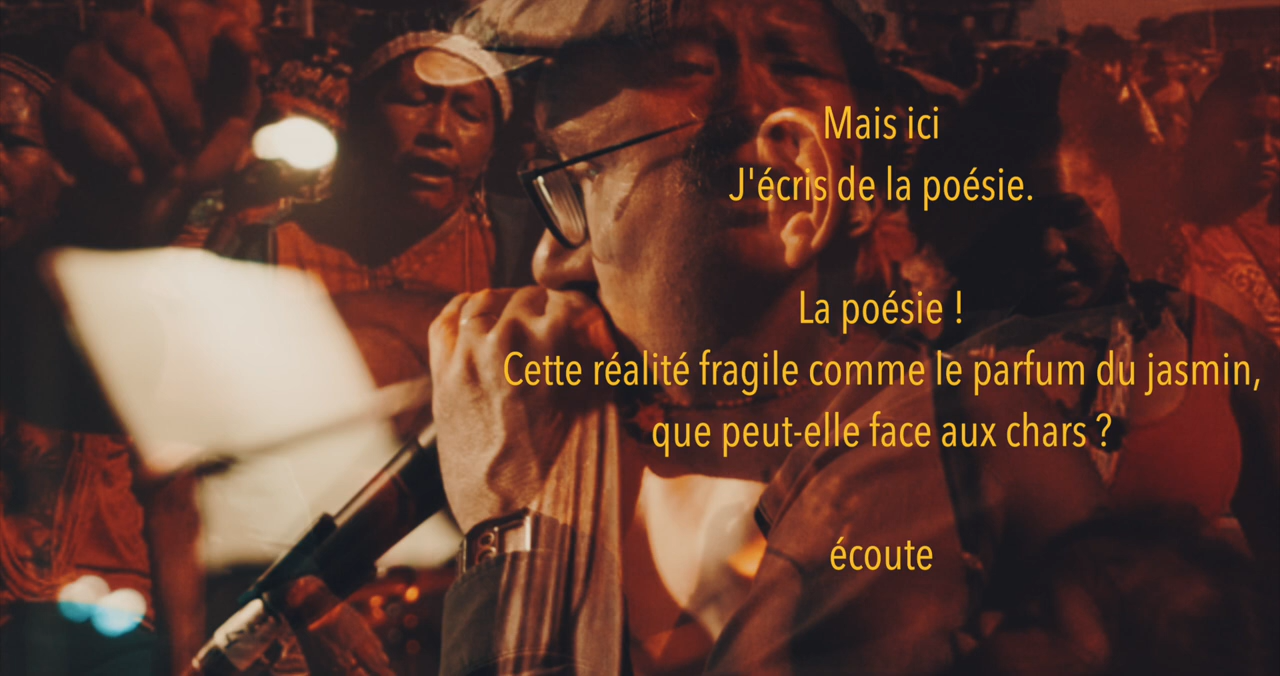 Mais ici
J'écris de la poésie.
La poésie !
Cette réalité fragile comme le parfum du jasmin,
que peut-elle face aux chars ?
écoute